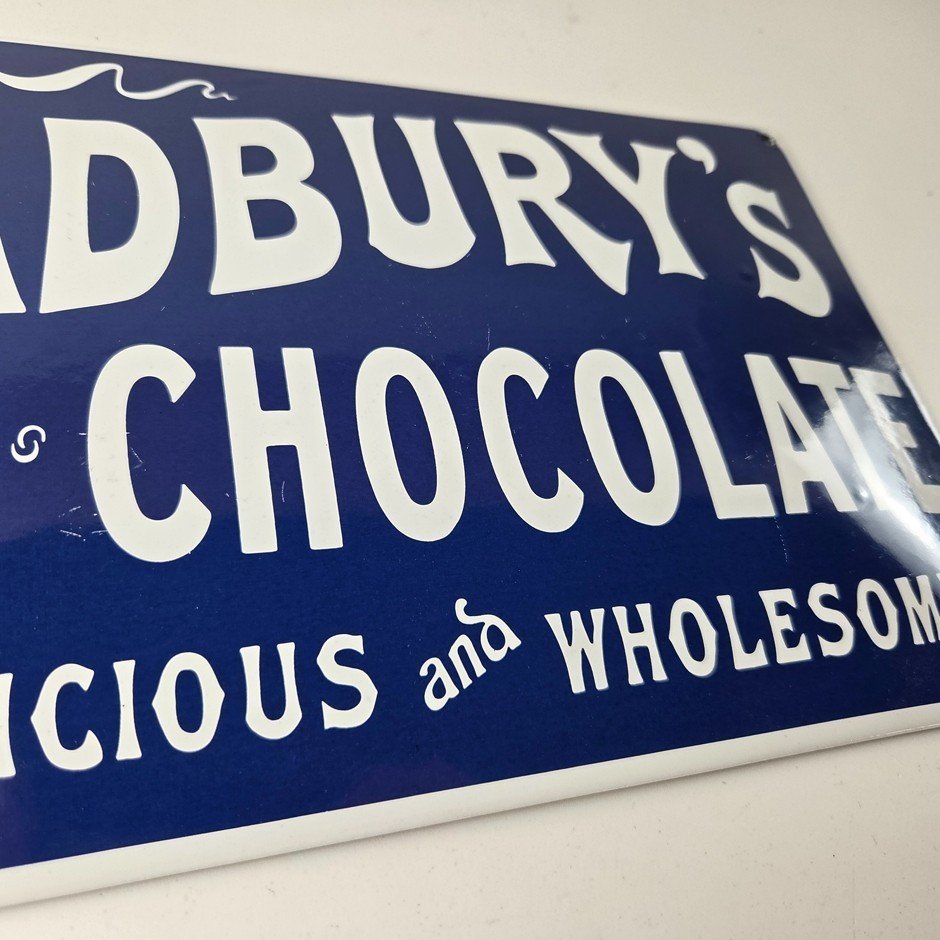 ADBURY'S
CHOCOLATE
ICIOUS and WHOLESOM